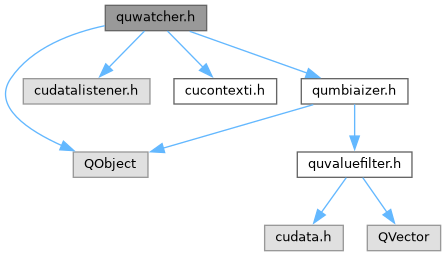 quwatcher.h
cudatalistener.h
cucontexti.h
qumbiaizer.h
QObject
quvaluefilter.h
cudata.h
QVector